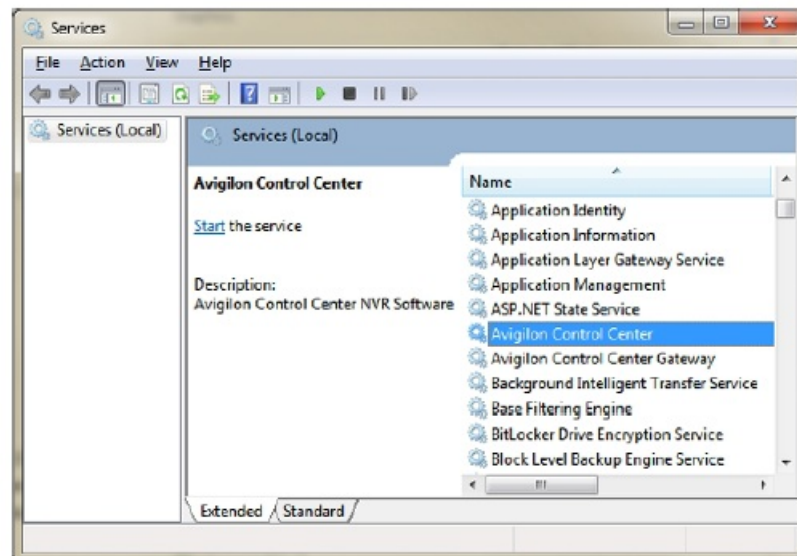 Services
File Action View Help
Services (Local)
Services (Local)
Avigilon Control Center
Start the service
Description:
Avigilon Control Center NVR Software
Name
Application Identity
Application Information
Application Layer Gateway Service
Application Management
ASP.NET State Service
Avigilon Control Center
Avigilon Control Center Gateway
Background Intelligent Transfer Service
Base Filtering Engine
BitLocker Drive Encryption Service
Block Level Backup Engine Service
Extended
Standard